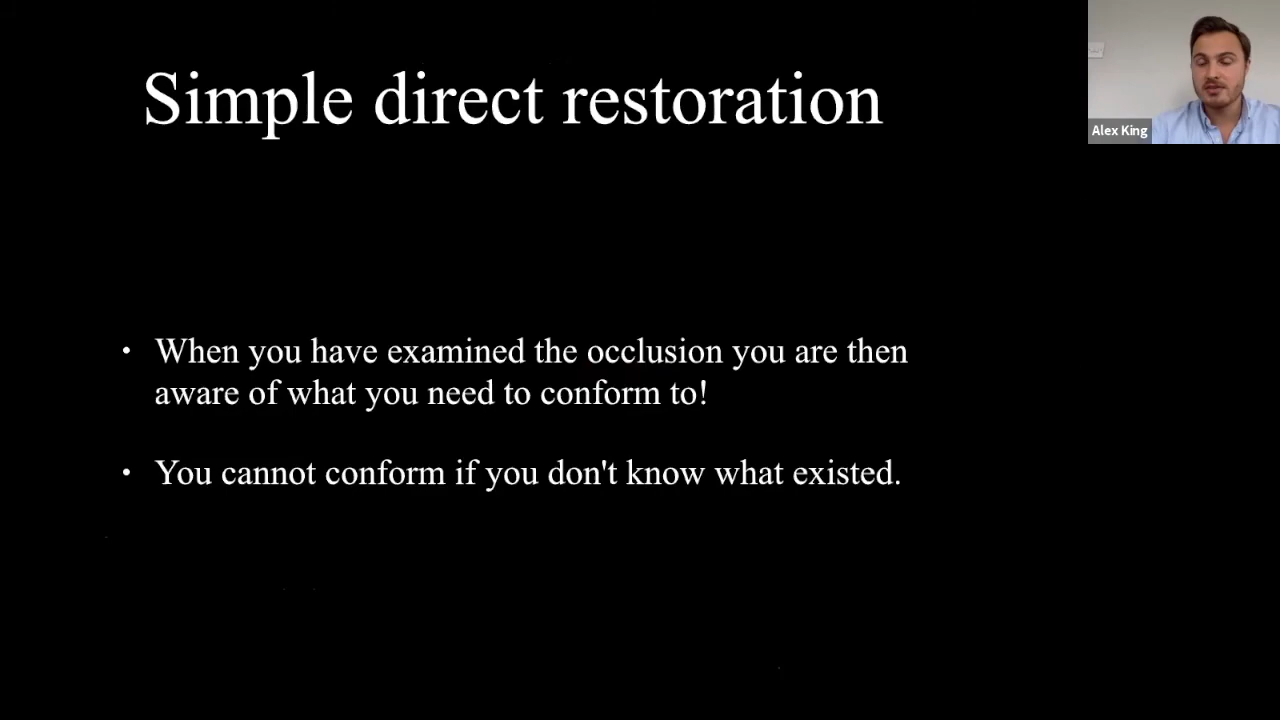 Simple direct restoration
Alex King
• When you have examined the occlusion you are then
aware of what you need to conform to!
• You cannot conform if you don't know what existed.